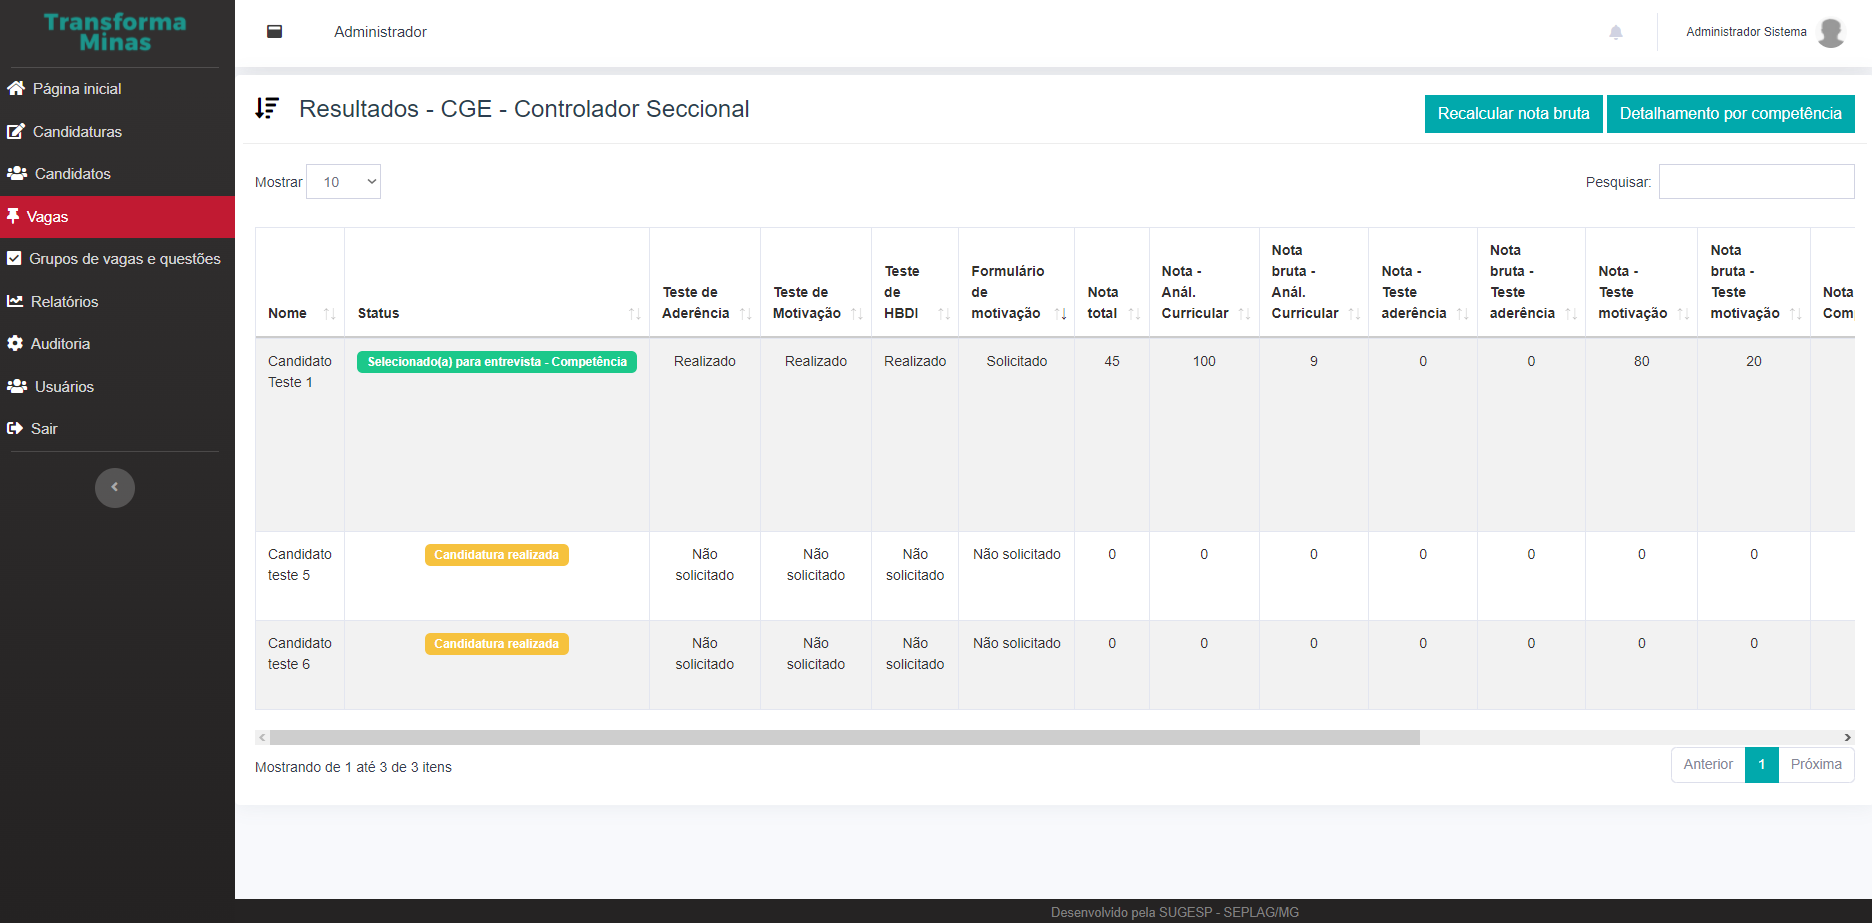 Transforma
Minas
Página inicial
Candidaturas
Candidatos
Vagas
Grupos de vagas e questões
Relatórios
Auditoria
Usuários
Sair
Administrador
Administrador Sistema
Resultados - CGE - Controlador Seccional
Recalcular nota bruta
Detalhamento por competência
Mostrar 10
Pesquisar:
Nome
Status
Teste de
Aderência
Teste de
Motivação
Teste
de
HBDI
Formulário
de
motivação
Nota
total
Nota -
Anál.
Curricular
Nota
bruta -
Anál.
Curricular
Nota -
Teste
aderência
Nota
bruta -
Teste
aderência
Nota -
Teste
motivação
Nota
bruta -
Teste
motivação
Nota
Com
Candidato
Teste 1
Selecionado(a) para entrevista - Competência
Realizado
Realizado
Realizado
Solicitado
45
100
9
0
0
80
20
Candidato
teste 5
Candidatura realizada
Não
solicitado
Não
solicitado
Não
solicitado
Não solicitado
0
0
0
0
0
0
0
Candidato
teste 6
Candidatura realizada
Não
solicitado
Não
solicitado
Não
solicitado
Não solicitado
0
0
0
0
0
0
0
Mostrando de 1 até 3 de 3 itens
Anterior
1
Próxima
Desenvolvido pela SUGESP - SEPLAG/MG